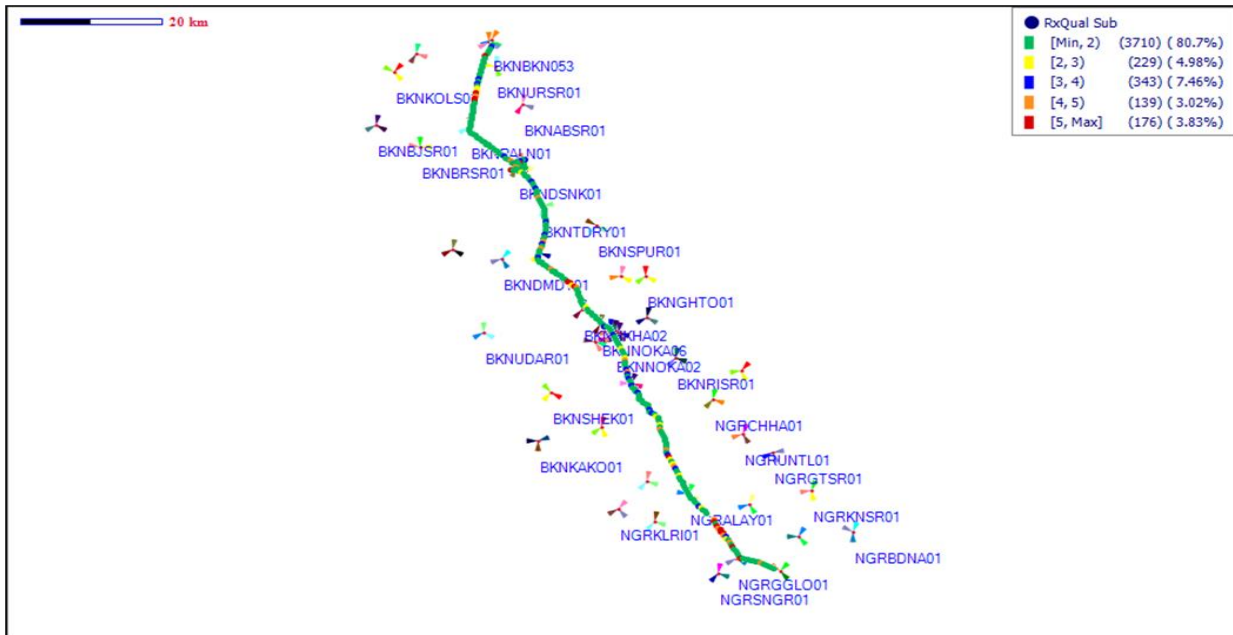 20 km
RxQual Sub
[Min, 2) (3710) ( 80.7%)
[2, 3) (229) ( 4.98%)
[3, 4) (343) ( 7.46%)
[4, 5) (139) ( 3.02%)
[5, Max] (176) ( 3.83%)
BKNBKN053
BKNURSR01
BKNABSR01
BKNBJSR01
BKNBRSR01
BKNDSNK01
BKNTDRY01
BKNSPUR01
BKNGHTO01
BKNNOKA06
BKNUDAR01
BKNNOKA02
BKNRISR01
BKNSHEK01
NGRCHHA01
NGRUNTL01
BKNKAKO01
NGRGTSR01
NGRKNSR01
NGRALAY01
NGRKLRI01
NGRBDNA01
NGRGGLO01
NGRSNGR01